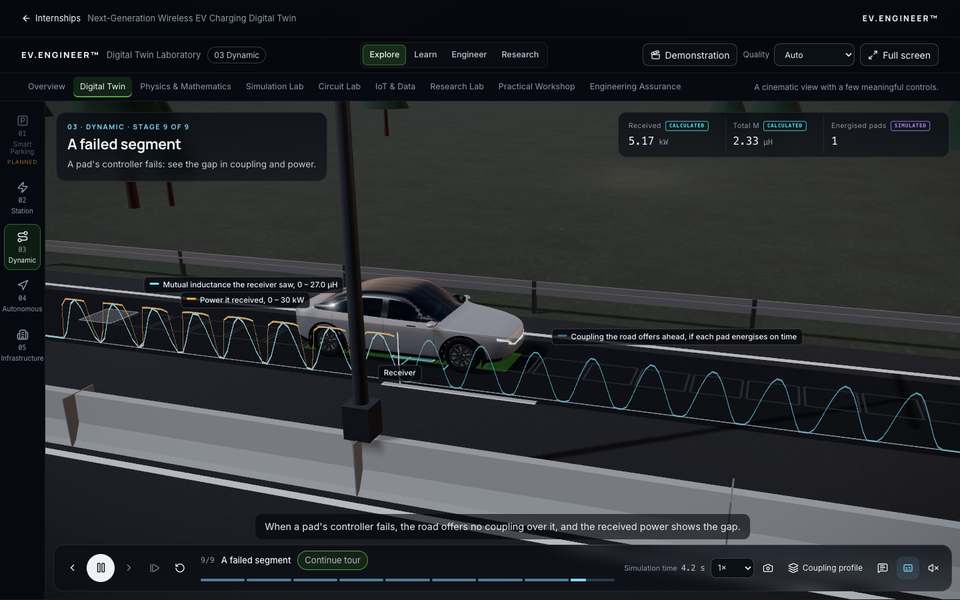 Internships Next-Generation Wireless EV Charging Digital Twin EV.ENGINEER™
EV.ENGINEER™ Digital Twin Laboratory 03 Dynamic Explore Learn Engineer Research Demonstration Quality Auto Full screen
Overview Digital Twin Physics & Mathematics Simulation Lab Circuit Lab IoT & Data Research Lab Practical Workshop Engineering Assurance A cinematic view with a few meaningful controls.
01
Smart
Parking
PLANNED
02
Station
03
Dynamic
04
Autonomous
05
Infrastructure
03 · DYNAMIC · STAGE 9 OF 9
A failed segment
A pad's controller fails: see the gap in coupling and power.
Received CALCULATED Total M CALCULATED Energised pads SIMULATED
5.17 kW 2.33 μH 1
Mutual inductance the receiver saw, 0 – 27.0 μH
Power it received, 0 – 30 kW
Coupling the road offers ahead, if each pad energises on time
Receiver
When a pad's controller fails, the road offers no coupling over it, and the received power shows the gap.
9/9 A failed segment Continue tour Simulation time 4.2 s 1× Coupling profile